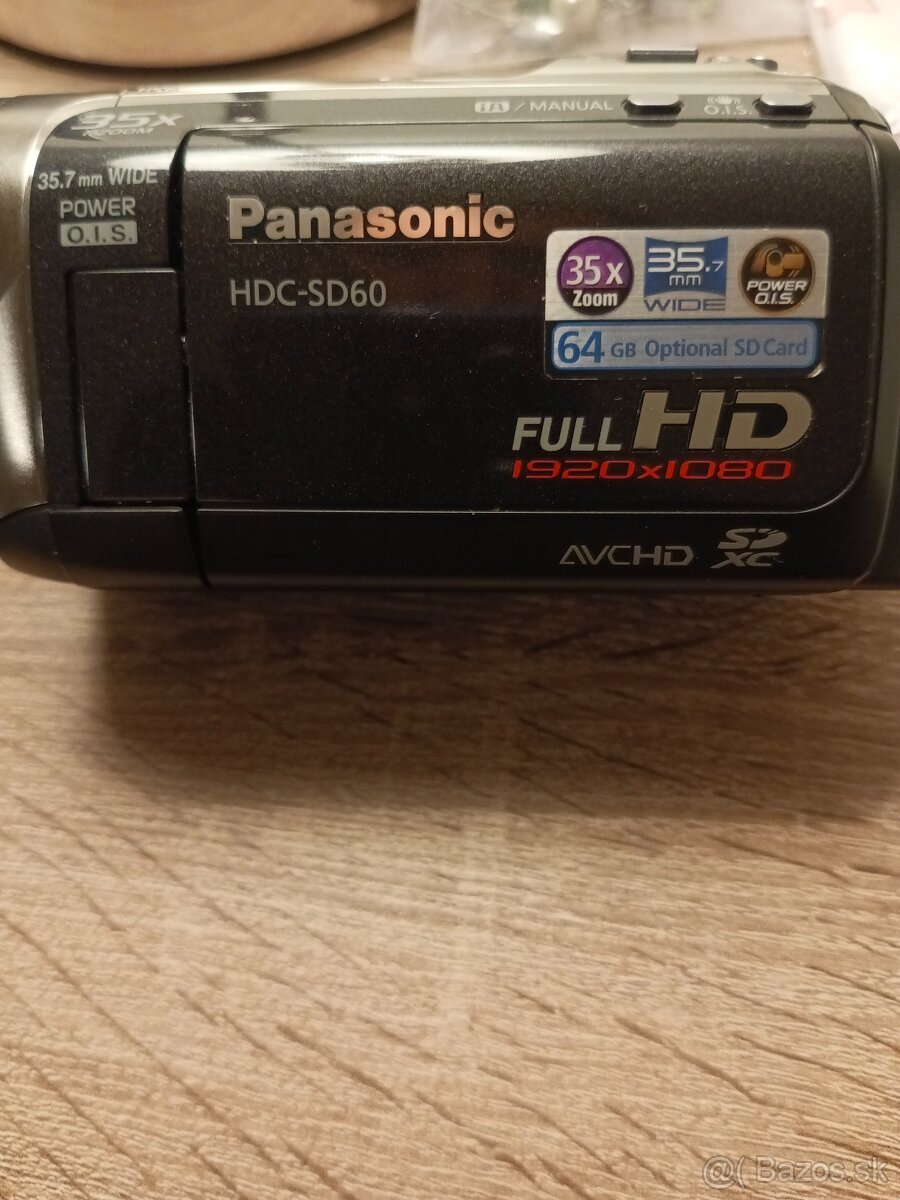 iA / MANUAL
O.I.S.
35x
35.7 mm WIDE
POWER
O.I.S.
Panasonic
HDC-SD60
35x
Zoom
35.7
mm
WIDE
POWER
O.I.S.
64 GB Optional SD Card
FULL HD
1920x1080
AVCHD
SD
XC
@( Bazos.sk